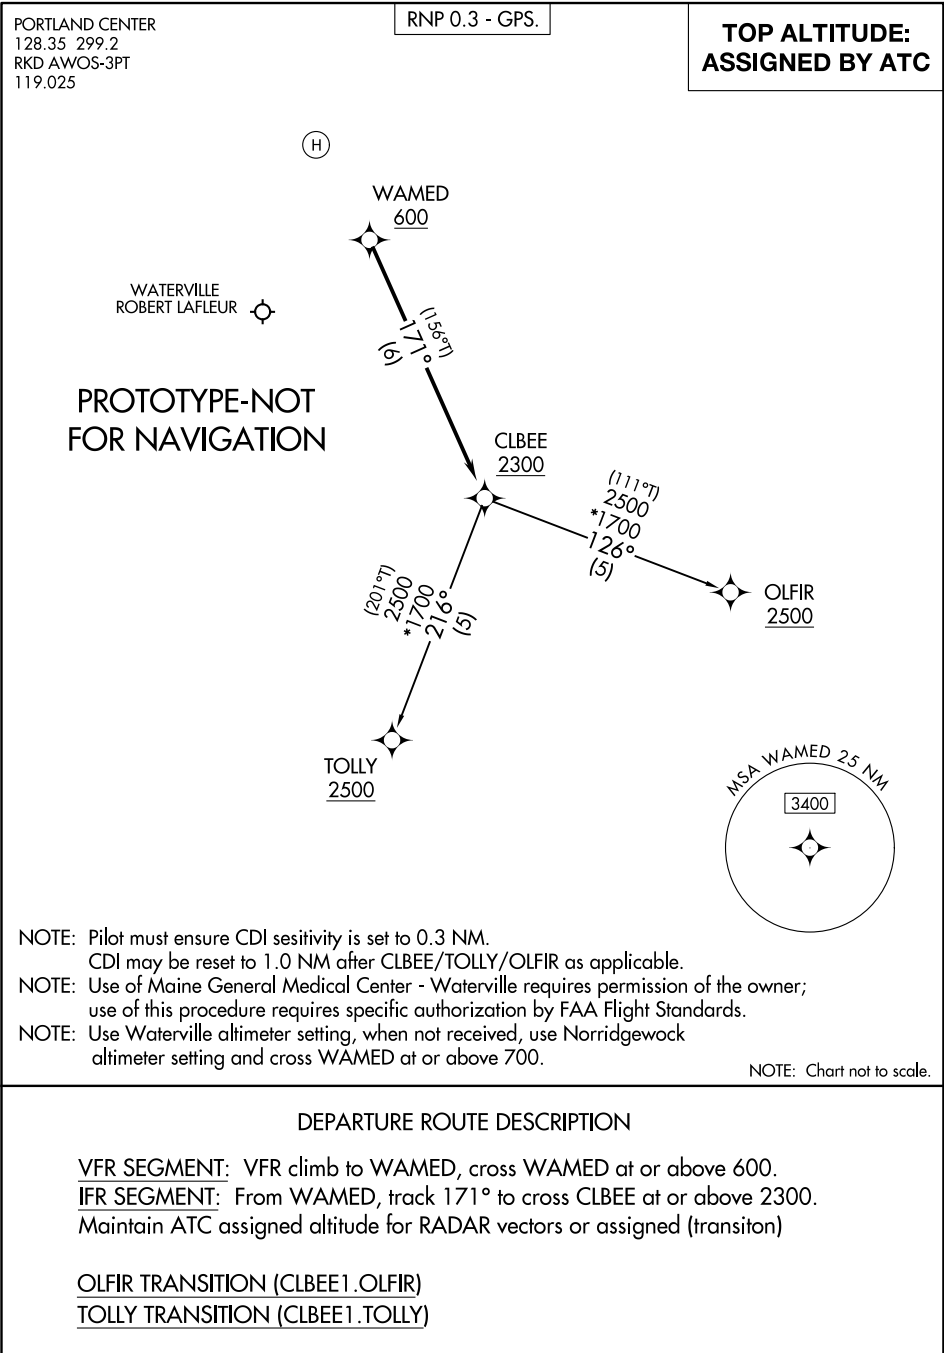 PORTLAND CENTER
128.35 299.2
RKD AWOS-3PT
119.025
RNP 0.3 - GPS.
TOP ALTITUDE:
ASSIGNED BY ATC
H
WAMED
600
WATERVILLE
ROBERT LAFLEUR
(156°T)
171°
(6)
PROTOTYPE-NOT
FOR NAVIGATION
CLBEE
2300
(111°T)
2500
*1700
126°
(5)
OLFIR
2500
(201°T)
2500
*1700
216°
(5)
TOLLY
2500
MSA WAMED 25 NM
3400
NOTE: Pilot must ensure CDI sesitivity is set to 0.3 NM.
CDI may be reset to 1.0 NM after CLBEE/TOLLY/OLFIR as applicable.
NOTE: Use of Maine General Medical Center - Waterville requires permission of the owner;
use of this procedure requires specific authorization by FAA Flight Standards.
NOTE: Use Waterville altimeter setting, when not received, use Norridgewock
altimeter setting and cross WAMED at or above 700.
NOTE: Chart not to scale.
DEPARTURE ROUTE DESCRIPTION
VFR SEGMENT: VFR climb to WAMED, cross WAMED at or above 600.
IFR SEGMENT: From WAMED, track 171° to cross CLBEE at or above 2300.
Maintain ATC assigned altitude for RADAR vectors or assigned (transiton)
OLFIR TRANSITION (CLBEE1.OLFIR)
TOLLY TRANSITION (CLBEE1.TOLLY)